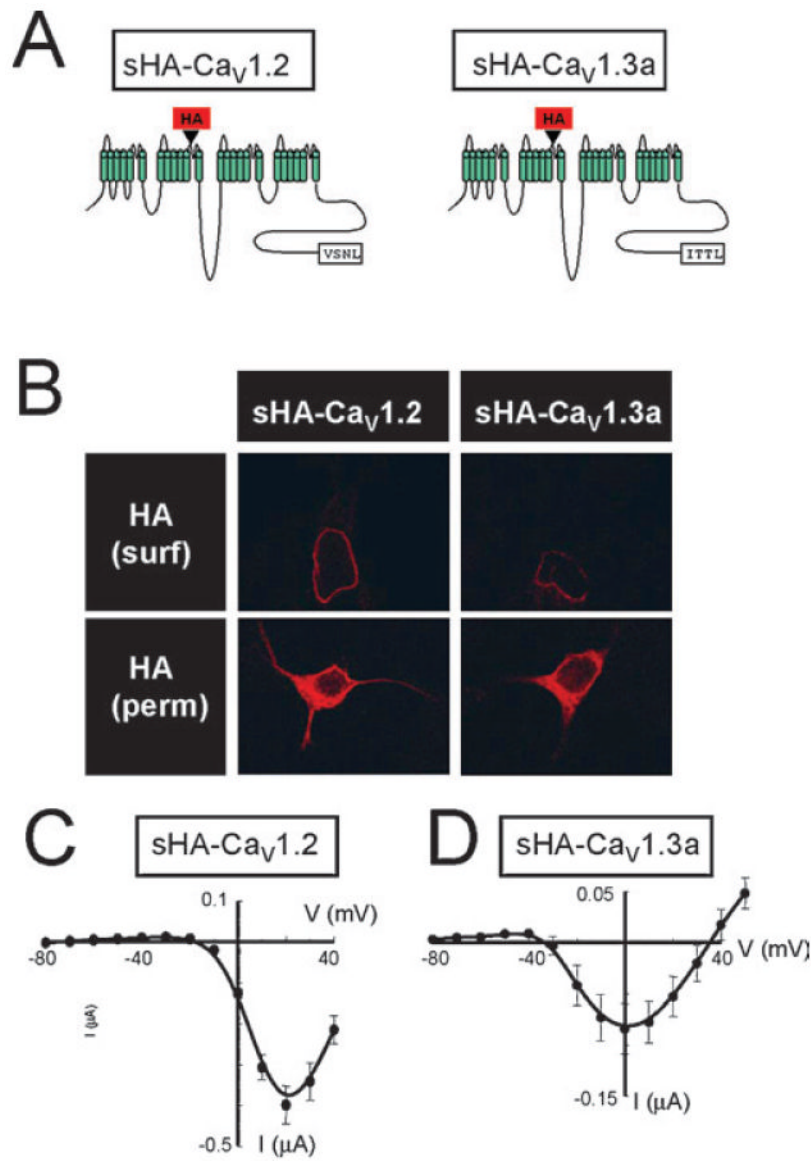 A
sHA-CaV1.2
sHA-CaV1.3a
HA
HA
VSNL
ITTL
B
sHA-CaV1.2
sHA-CaV1.3a
HA
(surf)
HA
(perm)
C
sHA-CaV1.2
0.1
V (mV)
-80
-40
40
I (μA)
-0.5
I (μA)
D
sHA-CaV1.3a
0.05
V (mV)
-80
-40
40
-0.15
I (μA)